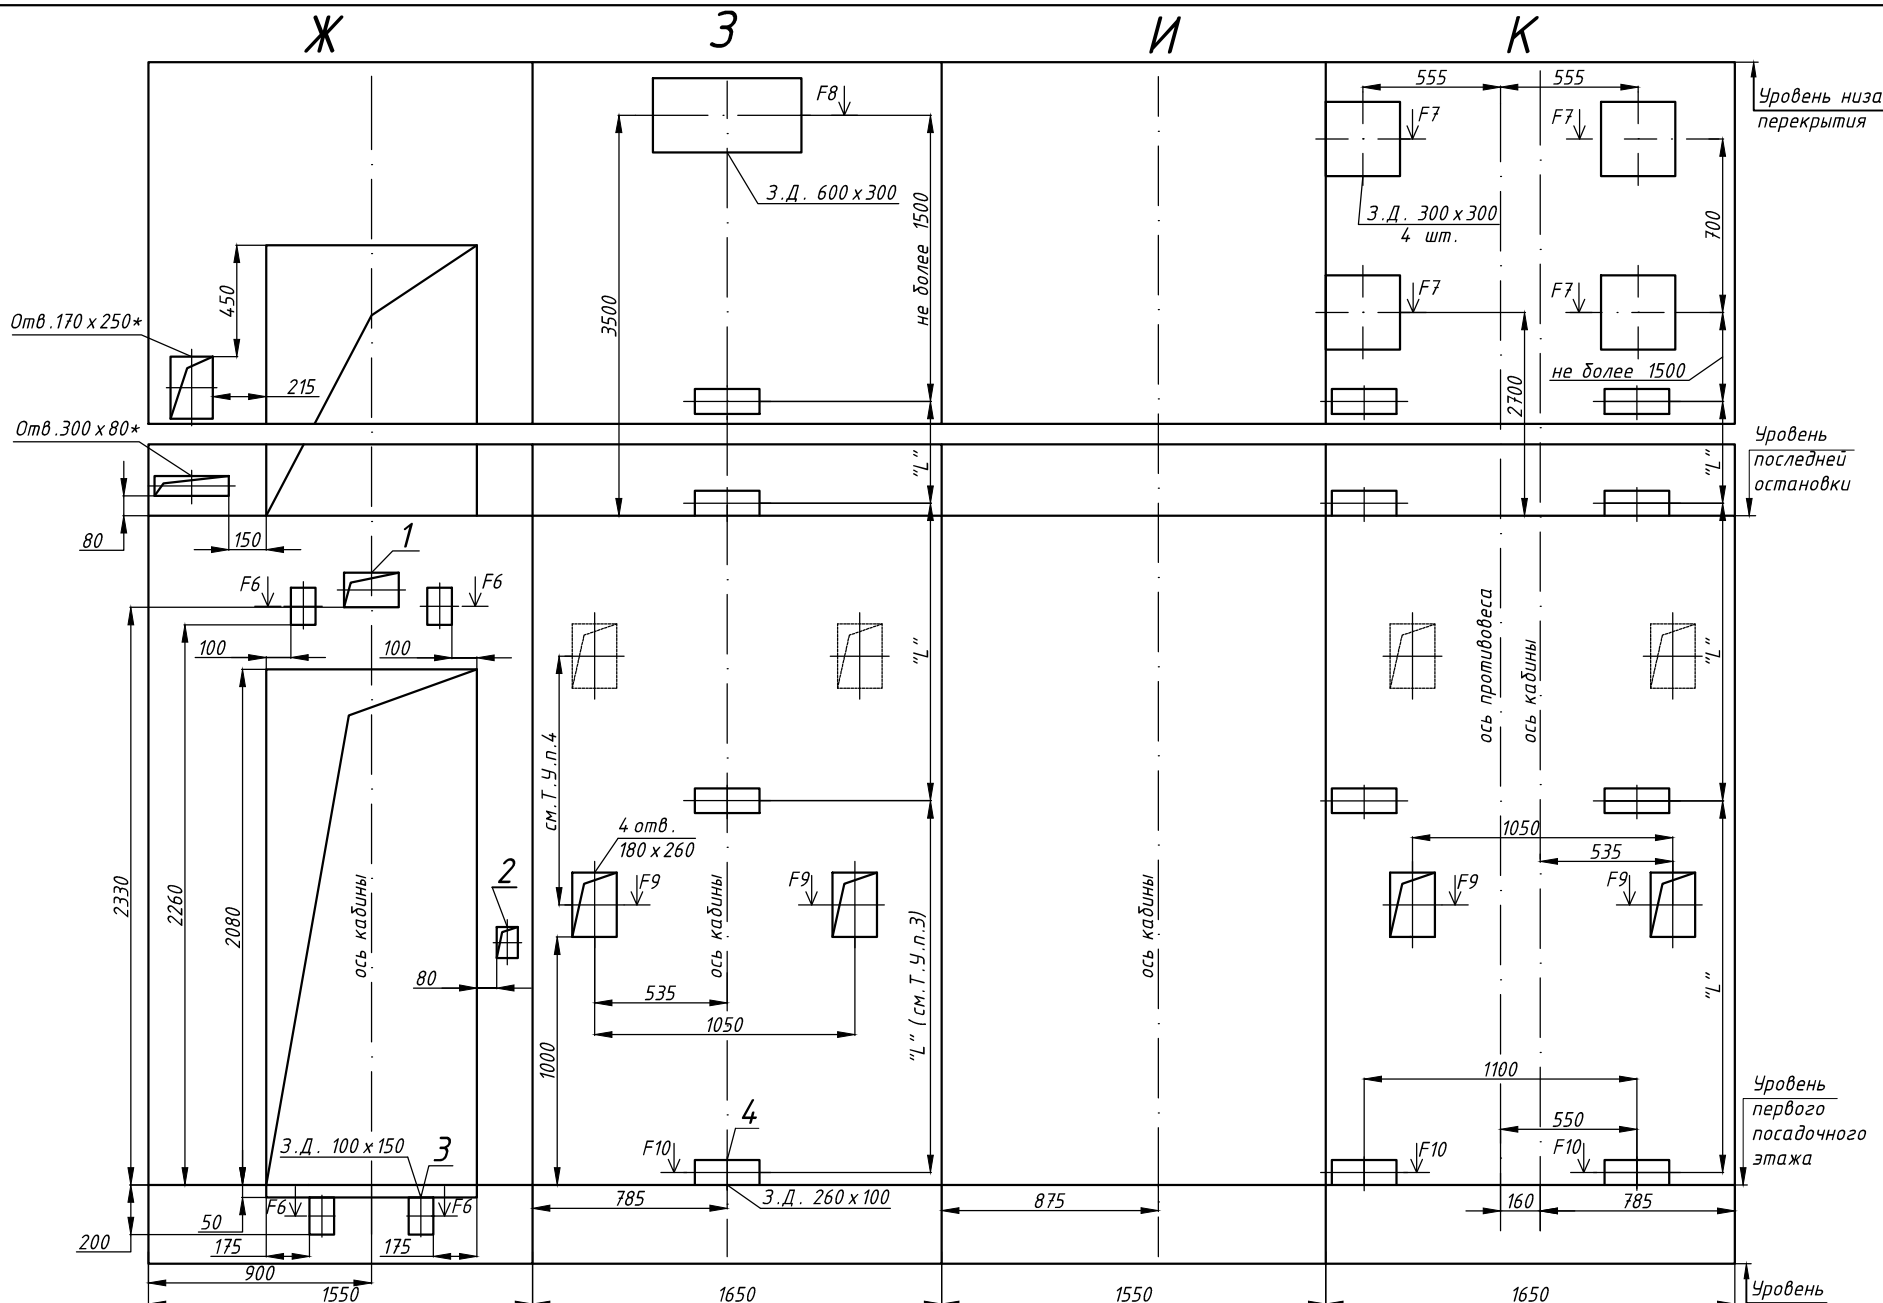 Ж
З
И
К
555
555
F8
F7
F7
Уровень низа
перекрытия
З.Д. 600 х 300
З.Д. 300 х 300
4 шт.
не более 1500
700
450
3500
F7
F7
Отв.170 х 250*
215
не более 1500
2700
Отв.300 х 80*
"L"
"L"
Уровень
последней
остановки
80
150
1
F6
F6
100
100
"L"
"L"
ось противовеса
ось кабины
см.Т.У.п.4
4 отв.
180 х 260
1050
535
F9
F9
F9
F9
2
2330
2260
2080
ось кабины
ось кабины
ось кабины
80
535
1050
1000
"L" (см.Т.У.п.3)
"L"
1100
550
Уровень
первого
посадочного
этажа
З.Д. 100 х 150
3
4
F10
F10
F10
З.Д. 260 х 100
F6
F6
50
200
175
175
785
875
160
785
900
1550
1650
1550
1650
Уровень